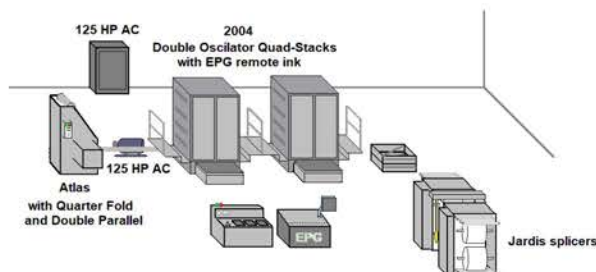 125 HP AC
2004
Double Oscilator Quad-Stacks
with EPG remote ink
125 HP AC
Atlas
with Quarter Fold
and Double Parallel
EPG
Jardis splicers